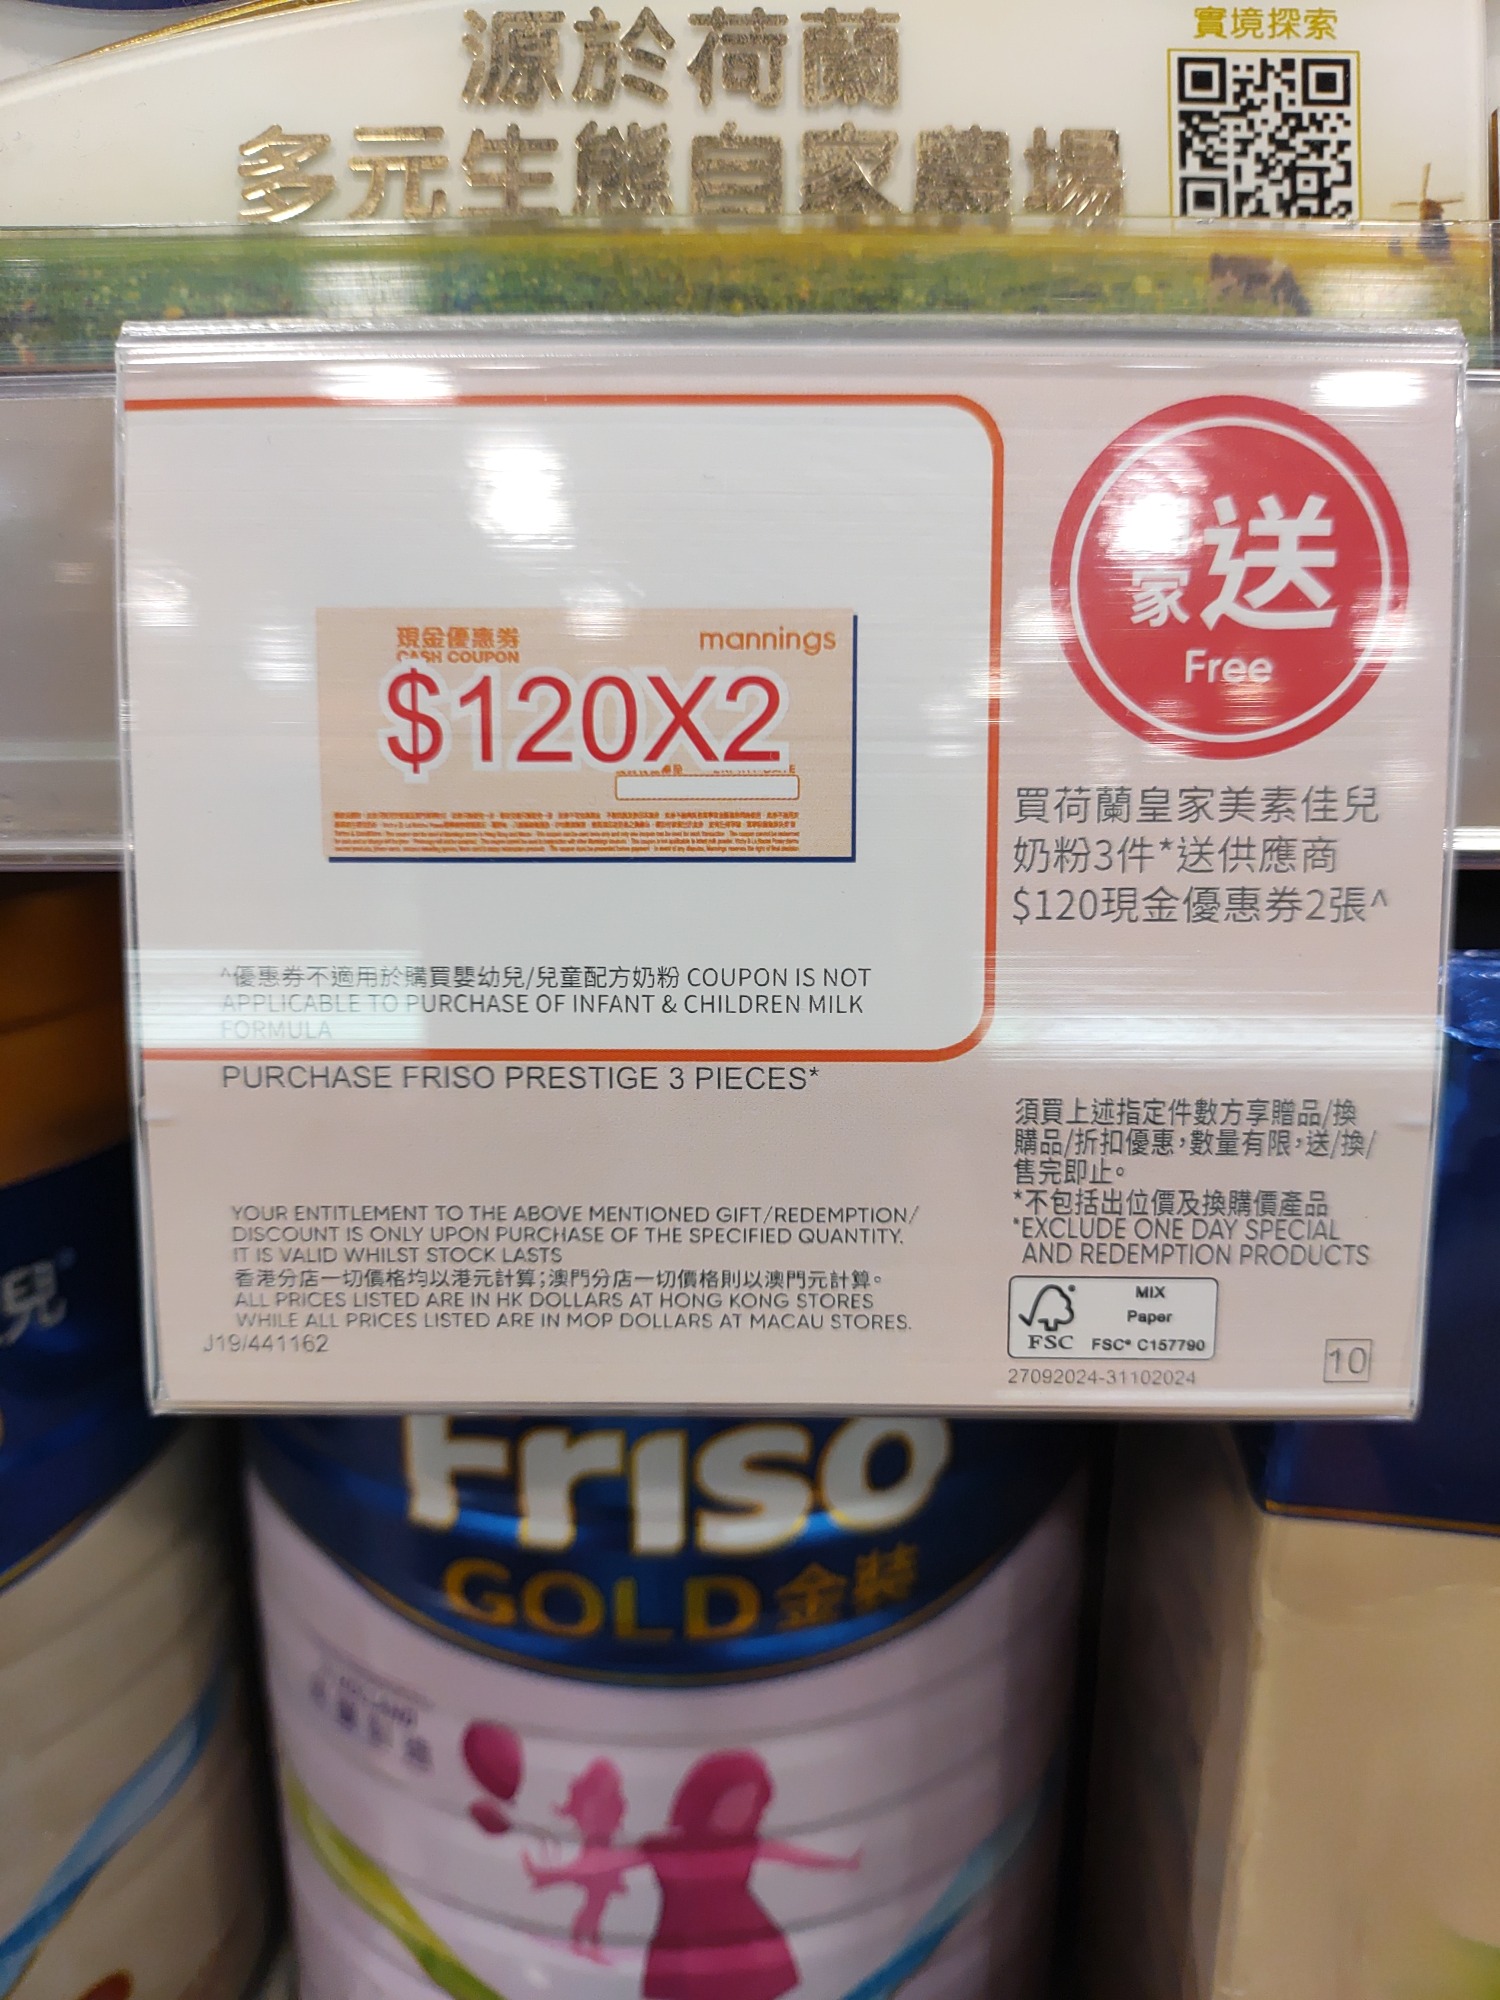 源於荷蘭
實境探索
多元生態自家農場
現金優惠券
CASH COUPON
mannings
$120X2
家送
Free
買荷蘭皇家美素佳兒
奶粉3件*送供應商
$120現金優惠券2張^
^優惠券不適用於購買嬰幼兒/兒童配方奶粉 COUPON IS NOT
APPLICABLE TO PURCHASE OF INFANT & CHILDREN MILK
FORMULA
PURCHASE FRISO PRESTIGE 3 PIECES*
須買上述指定件數方享贈品/換
購品/折扣優惠，數量有限，送/換/
售完即止。
*不包括出位價及換購價產品
*EXCLUDE ONE DAY SPECIAL
AND REDEMPTION PRODUCTS
YOUR ENTITLEMENT TO THE ABOVE MENTIONED GIFT/REDEMPTION/
DISCOUNT IS ONLY UPON PURCHASE OF THE SPECIFIED QUANTITY.
IT IS VALID WHILST STOCK LASTS
香港分店一切價格均以港元計算；澳門分店一切價格則以澳門元計算。
ALL PRICES LISTED ARE IN HK DOLLARS AT HONG KONG STORES
WHILE ALL PRICES LISTED ARE IN MOP DOLLARS AT MACAU STORES.
J19/441162
MIX
Paper
FSC
FSC® C157790
27092024-31102024
10
Friso
GOLD金裝
兒